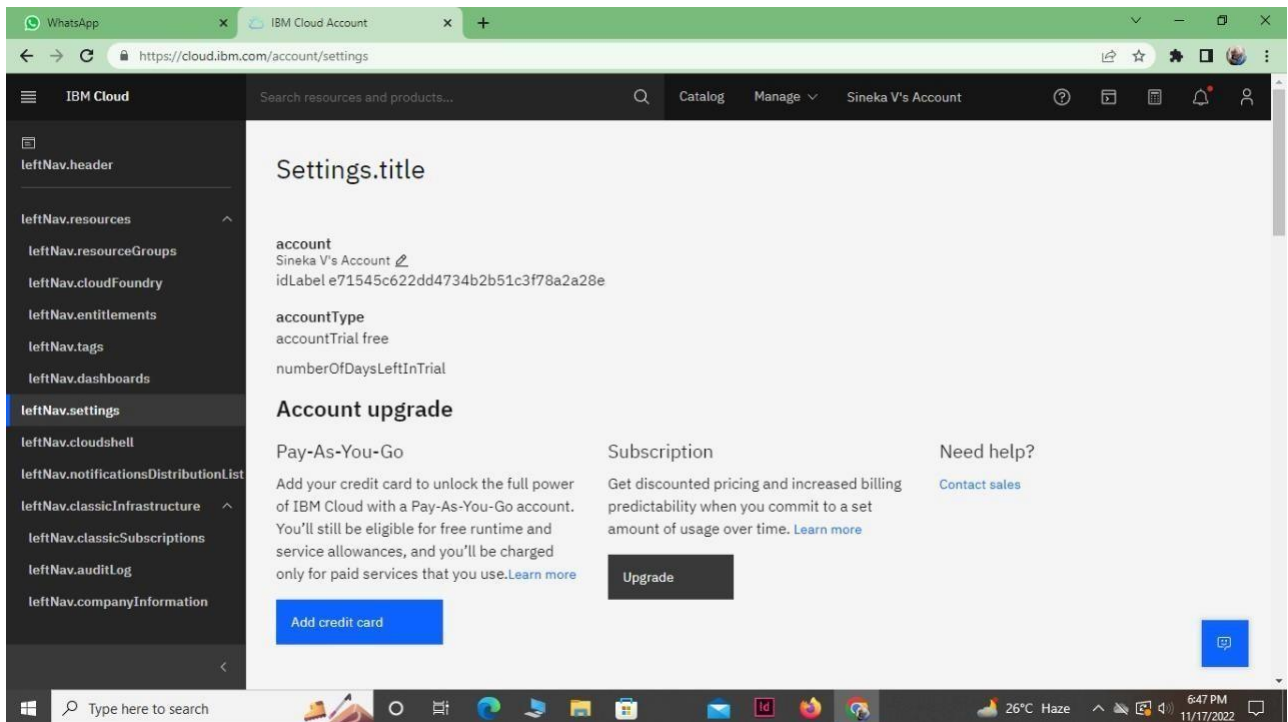 WhatsApp
IBM Cloud Account
https://cloud.ibm.com/account/settings
IBM Cloud
Search resources and products...
Catalog
Manage
Sineka V's Account
leftNav.header
leftNav.resources
leftNav.resourceGroups
leftNav.cloudFoundry
leftNav.entitlements
leftNav.tags
leftNav.dashboards
leftNav.settings
leftNav.cloudshell
leftNav.notificationsDistributionList
leftNav.classicInfrastructure
leftNav.classicSubscriptions
leftNav.auditLog
leftNav.companyInformation
Settings.title
account
Sineka V's Account
idLabel e71545c622dd4734b2b51c3f78a2a28e
accountType
accountTrial free
numberOfDaysLeftInTrial
Account upgrade
Pay-As-You-Go
Add your credit card to unlock the full power
of IBM Cloud with a Pay-As-You-Go account.
You'll still be eligible for free runtime and
service allowances, and you'll be charged
only for paid services that you use.Learn more
Add credit card
Subscription
Get discounted pricing and increased billing
predictability when you commit to a set
amount of usage over time. Learn more
Upgrade
Need help?
Contact sales
Type here to search
Id
26°C Haze
6:47 PM
11/17/2022